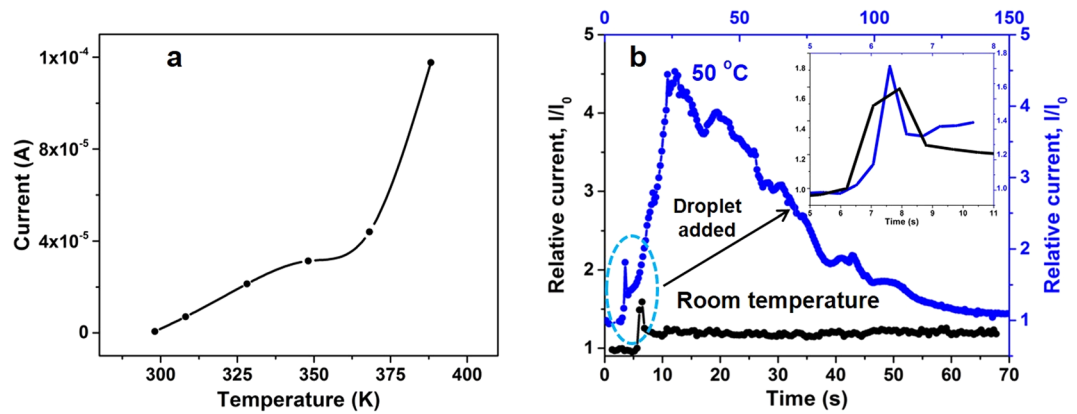 a
Current (A)
1x10⁻⁴
8x10⁻⁵
4x10⁻⁵
0
300 325 350 375 400
Temperature (K)
b
0 25 50 75 100 125 150
Relative current, I/I₀
5
4
3
2
1
50 °C
Droplet
added
Room temperature
0 10 20 30 40 50 60 70
Time (s)
5
4
3
2
1
Relative current, I/I₀
5 6 7 8
1.8
1.6
1.4
1.2
1.0
1.8
1.6
1.4
1.2
1.0
5 6 7 8 9 10 11
Time (s)